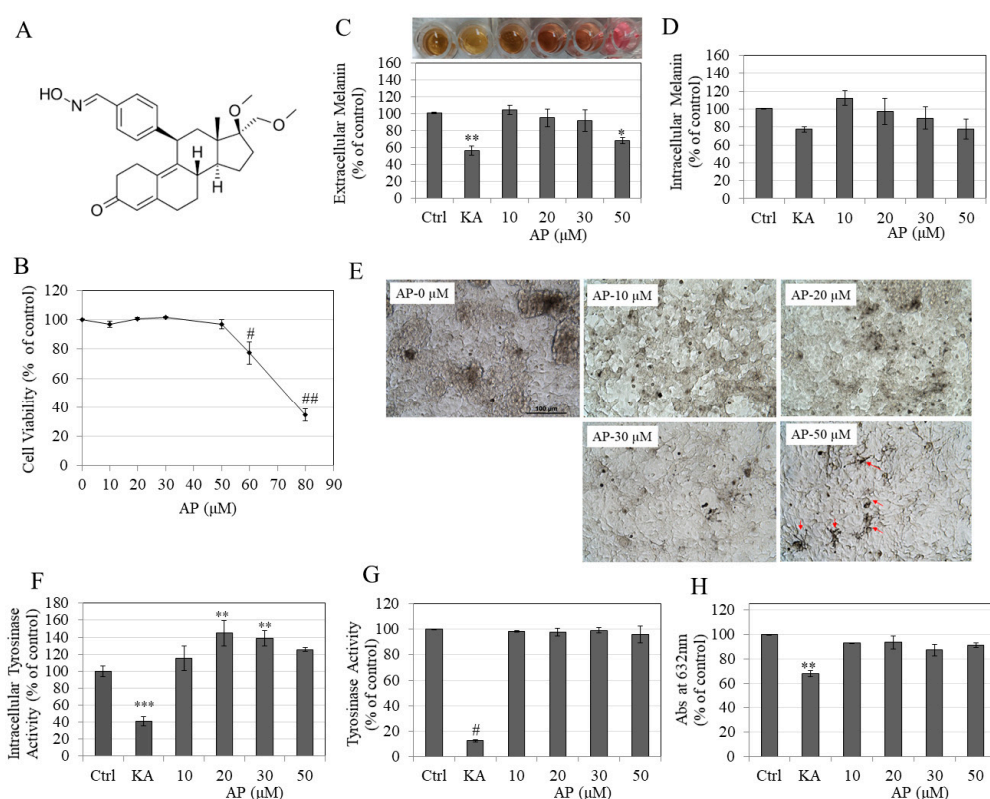 A
HO
N
O
O
H
H
O
B
Cell Viability (% of control)
120
100
80
60
40
20
0
#
##
0 10 20 30 40 50 60 70 80 90
AP (µM)
C
Extracellular Melanin
(% of control)
160
140
120
100
80
60
40
20
0
**
*
Ctrl KA 10 20 30 50
AP (µM)
D
Intracellular Melanin
(% of control)
160
140
120
100
80
60
40
20
0
Ctrl KA 10 20 30 50
AP (µM)
E
AP-0 µM
100 µm
AP-10 µM
AP-20 µM
AP-30 µM
AP-50 µM
F
Intracellular Tyrosinase
Activity (% of control)
180
160
140
120
100
80
60
40
20
0
***
**
**
Ctrl KA 10 20 30 50
AP (µM)
G
Tyrosinase Activity
(% of control)
120
100
80
60
40
20
0
#
Ctrl KA 10 20 30 50
AP (µM)
H
Abs at 632nm
(% of control)
120
100
80
60
40
20
0
**
Ctrl KA 10 20 30 50
AP (µM)